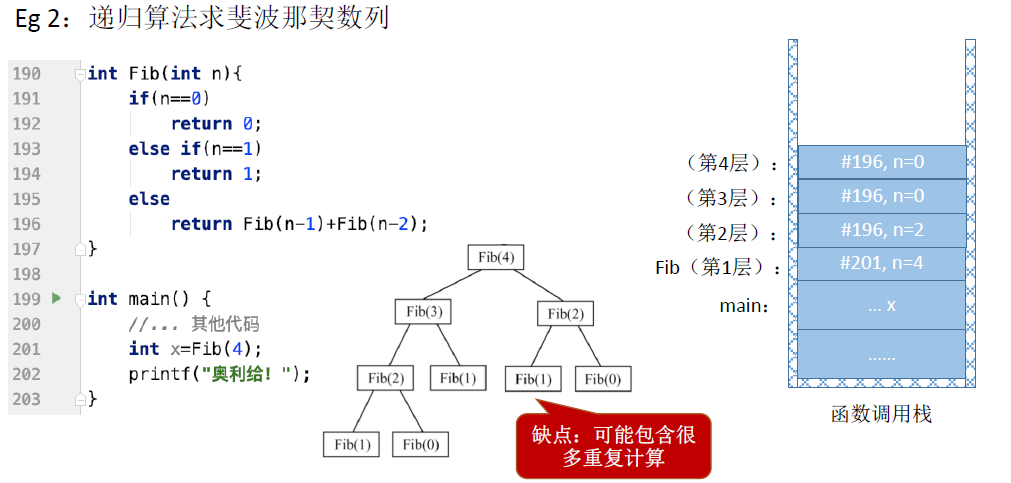 Eg 2：递归算法求斐波那契数列
190 int Fib(int n){
191 if(n==0)
192 return 0;
193 else if(n==1)
194 return 1;
195 else
196 return Fib(n-1)+Fib(n-2);
197 }
198
199 int main() {
200 //... 其他代码
201 int x=Fib(4);
202 printf("奥利给！");
203 }
Fib(4)
Fib(3) Fib(2)
Fib(2) Fib(1) Fib(1) Fib(0)
Fib(1) Fib(0)
缺点：可能包含很
多重复计算
（第4层）： #196, n=0
（第3层）： #196, n=0
（第2层）： #196, n=2
Fib（第1层）： #201, n=4
main： ... x
......
函数调用栈